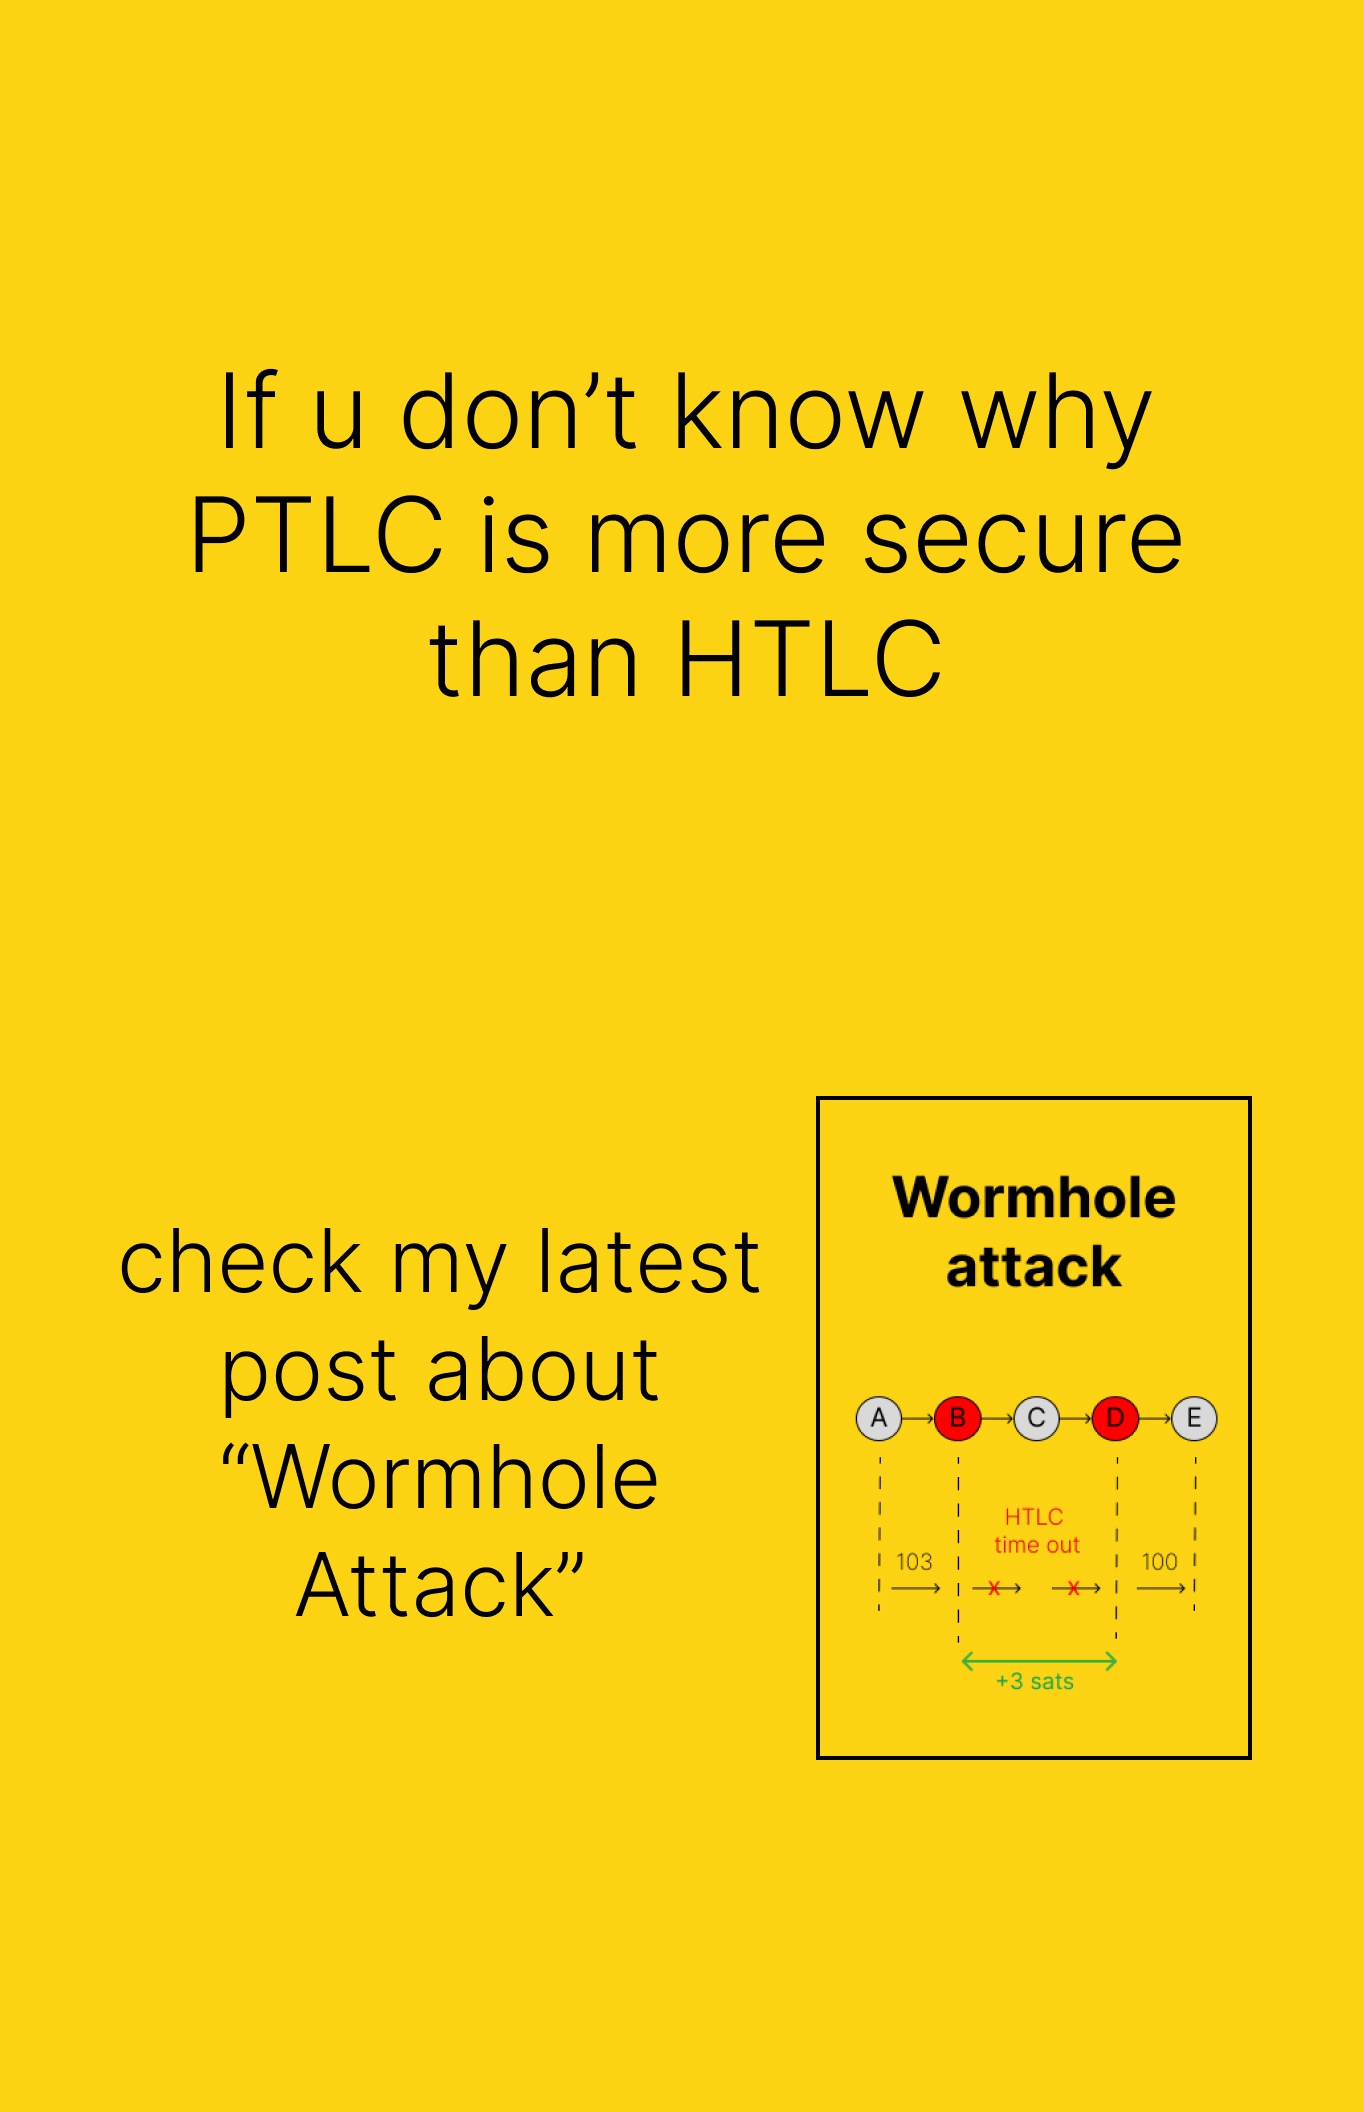 If u don’t know why
PTLC is more secure
than HTLC
check my latest
post about
“Wormhole
Attack”
Wormhole
attack
A B C D E
HTLC
time out
103 x x 100
+3 sats